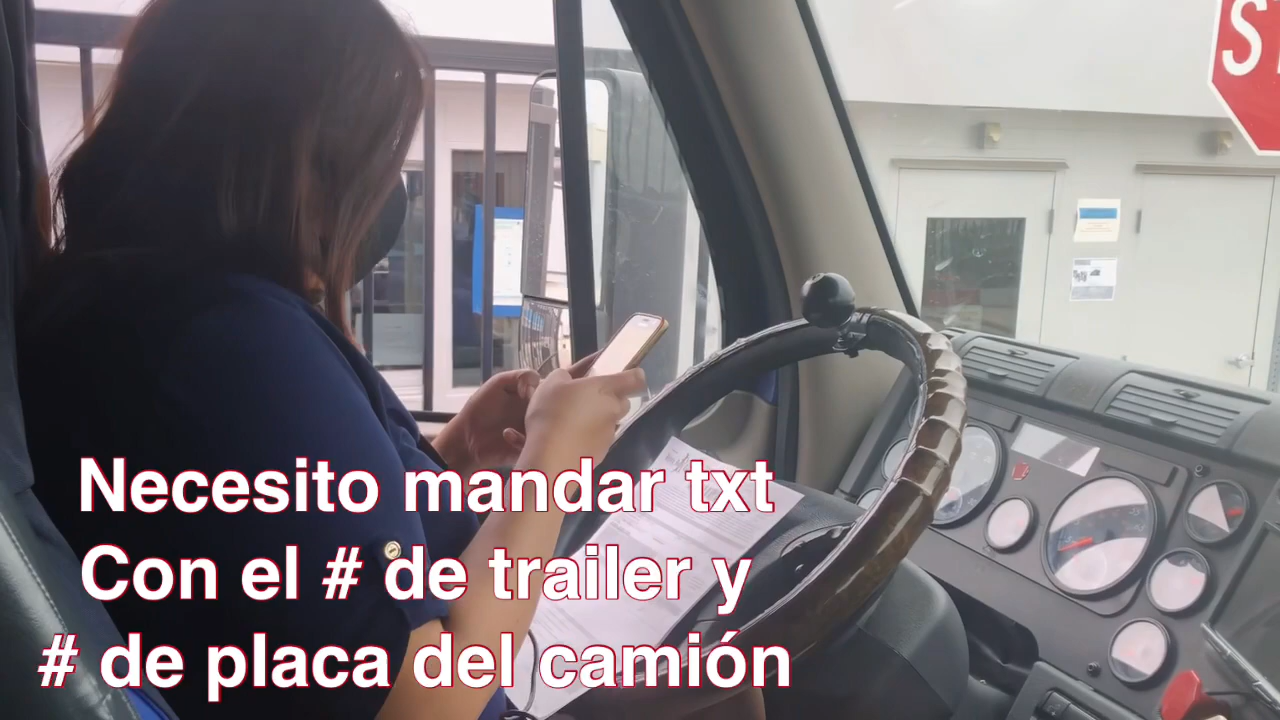 Necesito mandar txt
Con el # de trailer y
# de placa del camión